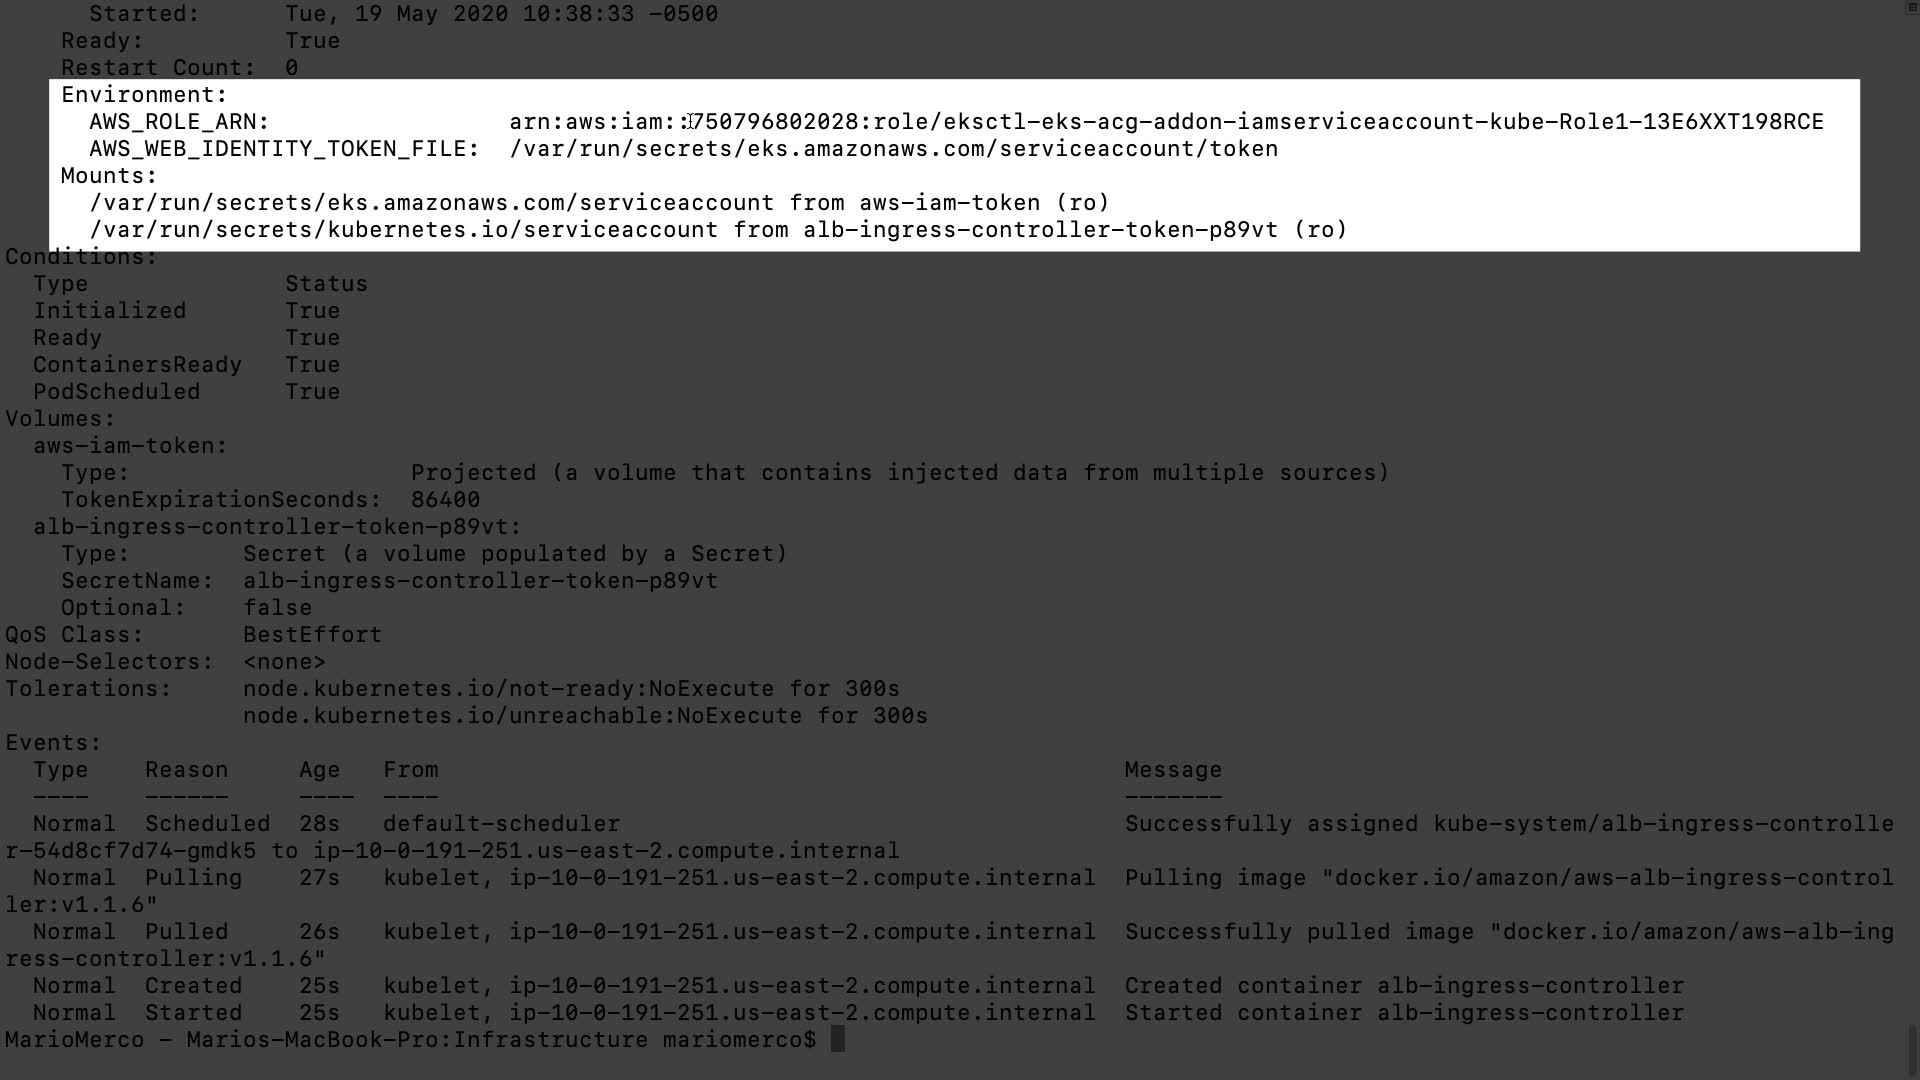 Started:      Tue, 19 May 2020 10:38:33 -0500
Ready:          True
Restart Count:  0
Environment:
AWS_ROLE_ARN:                 arn:aws:iam::750796802028:role/eksctl-eks-acg-addon-iamserviceaccount-kube-Role1-13E6XXT198RCE
AWS_WEB_IDENTITY_TOKEN_FILE:  /var/run/secrets/eks.amazonaws.com/serviceaccount/token
Mounts:
/var/run/secrets/eks.amazonaws.com/serviceaccount from aws-iam-token (ro)
/var/run/secrets/kubernetes.io/serviceaccount from alb-ingress-controller-token-p89vt (ro)
Conditions:
Type              Status
Initialized       True
Ready             True
ContainersReady   True
PodScheduled      True
Volumes:
aws-iam-token:
Type:                    Projected (a volume that contains injected data from multiple sources)
TokenExpirationSeconds:  86400
alb-ingress-controller-token-p89vt:
Type:        Secret (a volume populated by a Secret)
SecretName:  alb-ingress-controller-token-p89vt
Optional:    false
QoS Class:       BestEffort
Node-Selectors:  <none>
Tolerations:     node.kubernetes.io/not-ready:NoExecute for 300s
node.kubernetes.io/unreachable:NoExecute for 300s
Events:
Type    Reason     Age   From                                                 Message
----    ------     ----  ----                                                 -------
Normal  Scheduled  28s   default-scheduler                                    Successfully assigned kube-system/alb-ingress-controlle
r-54d8cf7d74-gmdk5 to ip-10-0-191-251.us-east-2.compute.internal
Normal  Pulling    27s   kubelet, ip-10-0-191-251.us-east-2.compute.internal  Pulling image "docker.io/amazon/aws-alb-ingress-control
ler:v1.1.6"
Normal  Pulled     26s   kubelet, ip-10-0-191-251.us-east-2.compute.internal  Successfully pulled image "docker.io/amazon/aws-alb-ing
ress-controller:v1.1.6"
Normal  Created    25s   kubelet, ip-10-0-191-251.us-east-2.compute.internal  Created container alb-ingress-controller
Normal  Started    25s   kubelet, ip-10-0-191-251.us-east-2.compute.internal  Started container alb-ingress-controller
MarioMerco - Marios-MacBook-Pro:Infrastructure mariomerco$